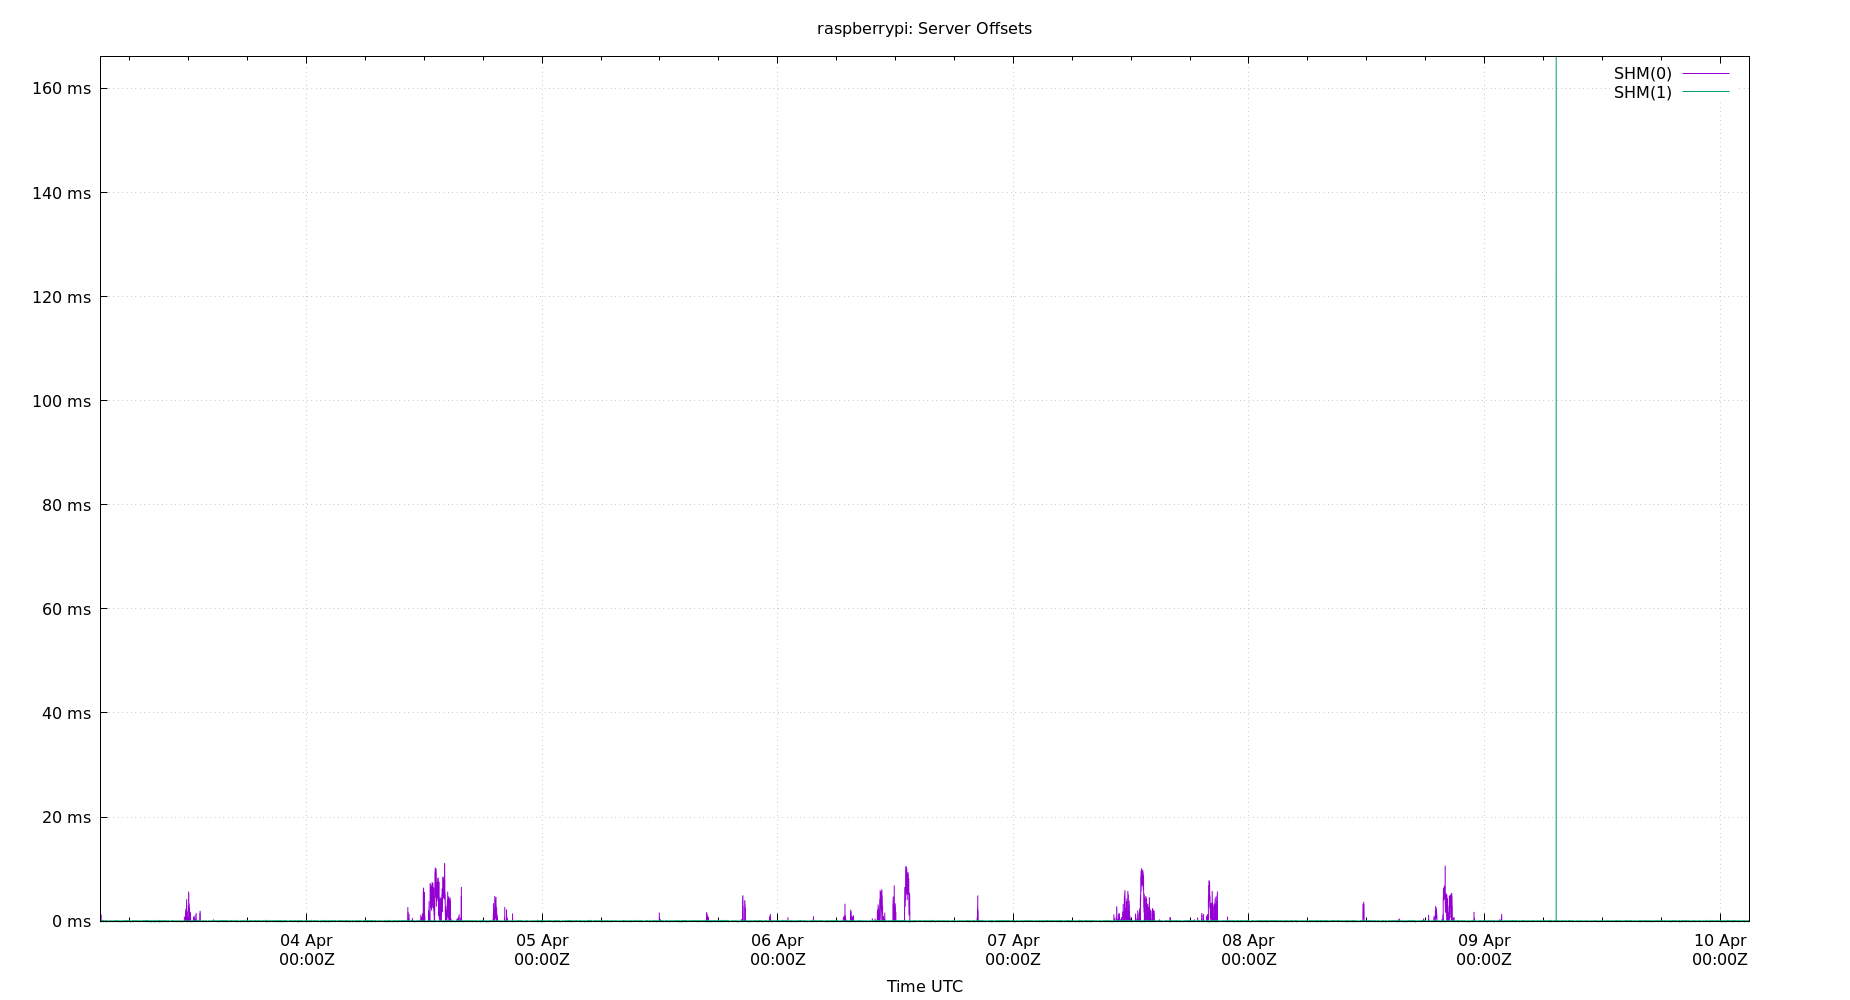 raspberrypi: Server Offsets
SHM(0)
SHM(1)
160 ms
140 ms
120 ms
100 ms
80 ms
60 ms
40 ms
20 ms
0 ms
04 Apr 05 Apr 06 Apr 07 Apr 08 Apr 09 Apr 10 Apr
00:00Z 00:00Z 00:00Z 00:00Z 00:00Z 00:00Z 00:00Z
Time UTC